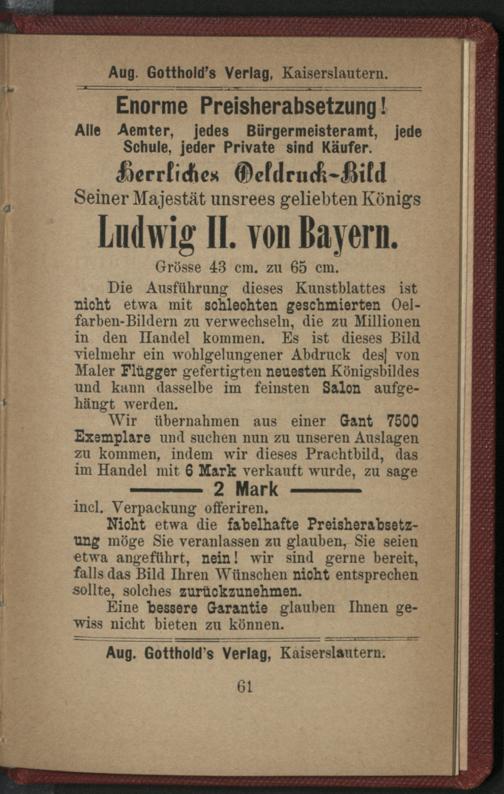 Aug. Gotthold's Verlag, Kaiserslautern.
Enorme Preisherabsetzung!
Alle Aemter, jedes Bürgermeisteramt, jede
Schule, jeder Private sind Käufer.
Herrliches Oeldruck-Bild
Seiner Majestät unsrees geliebten Königs
Ludwig II. von Bayern.
Grösse 43 cm. zu 65 cm.
Die Ausführung dieses Kunstblattes ist
nicht etwa mit schlechten geschmierten Oel-
farben-Bildern zu verwechseln, die zu Millionen
in den Handel kommen. Es ist dieses Bild
vielmehr ein wohlgelungener Abdruck des von
Maler Flügger gefertigten neuesten Königsbildes
und kann dasselbe im feinsten Salon aufge-
hängt werden.
Wir übernahmen aus einer Gant 7500
Exemplare und suchen nun zu unseren Auslagen
zu kommen, indem wir dieses Prachtbild, das
im Handel mit 6 Mark verkauft wurde, zu sage
2 Mark
incl. Verpackung offeriren.
Nicht etwa die fabelhafte Preisherabsetz-
ung möge Sie veranlassen zu glauben, Sie seien
etwa angeführt, nein! wir sind gerne bereit,
falls das Bild Ihren Wünschen nicht entsprechen
sollte, solches zurückzunehmen.
Eine bessere Garantie glauben Ihnen ge-
wiss nicht bieten zu können.
Aug. Gotthold's Verlag, Kaiserslautern.
61